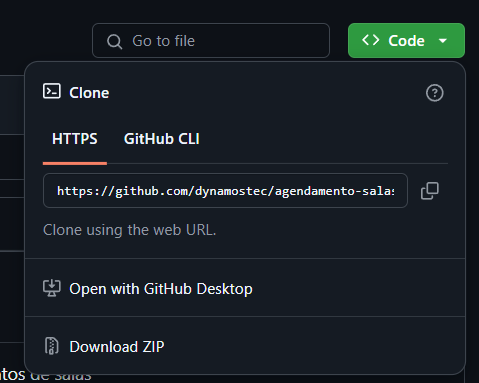 Go to file
Code
Clone
HTTPS
GitHub CLI
https://github.com/dynamostec/agendamento-salas
Clone using the web URL.
Open with GitHub Desktop
Download ZIP
tos de salas